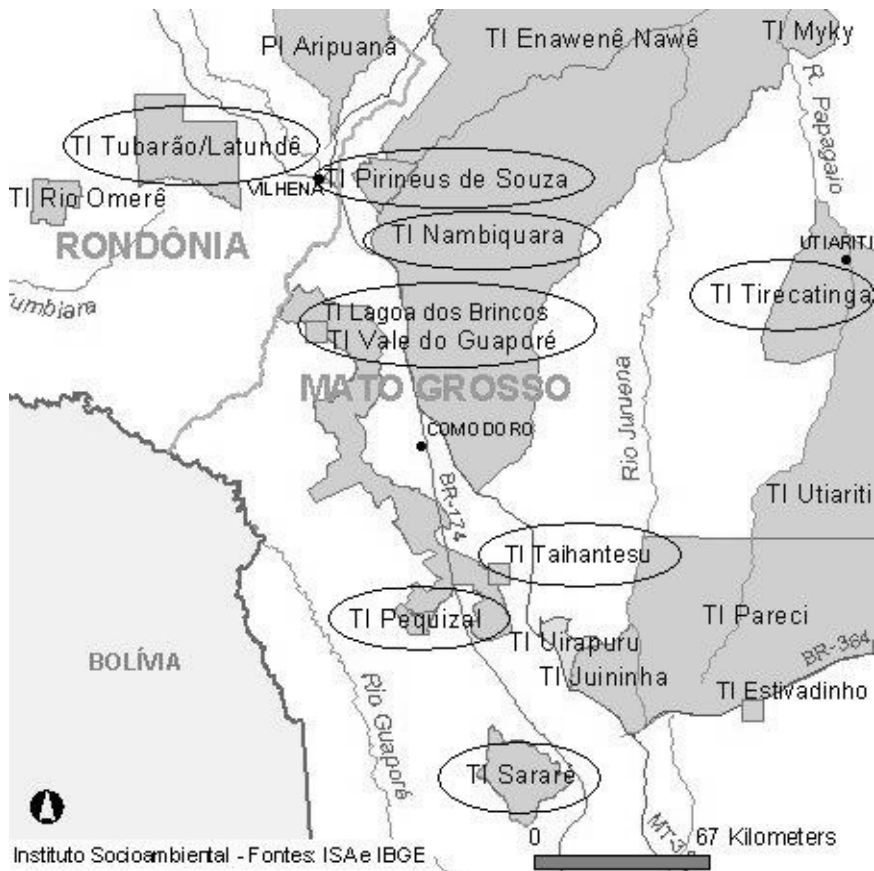 PI Aripuanã
TI Enawenê Nawê
TI Myky
R. Papagaio
TI Tubarão/Latundê
VILHENA
TI Pirineus de Souza
TI Rio Omerê
RONDÔNIA
TI Nambiquara
UTIARITI
TI Tirecatinga
TI Lagoa dos Brincos
TI Vale do Guaporé
MATO GROSSO
Rio Juruena
COMODORO
BR-174
TI Utiariti
TI Taihantesu
TI Pequizal
TI Pareci
TI Uirapuru
TI Juininha
BR-364
TI Estivadinho
BOLÍVIA
Rio Guaporé
TI Sararé
0 67 Kilometers
Instituto Socioambiental - Fontes: ISA e IBGE